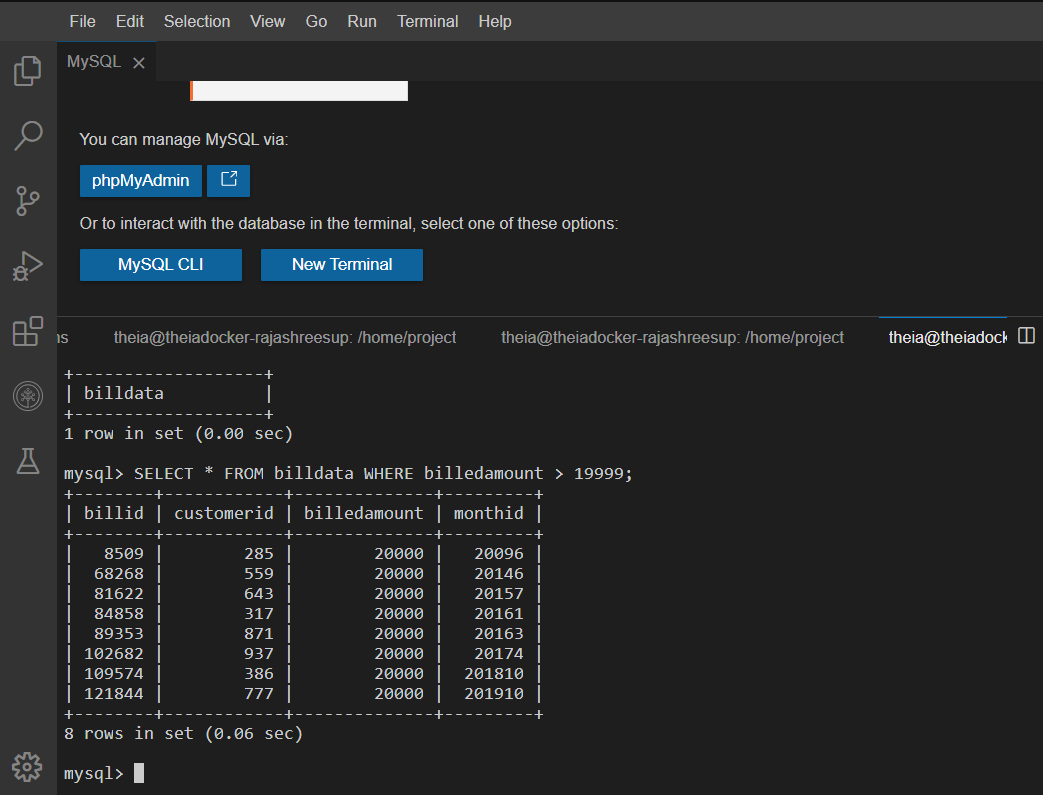 File Edit Selection View Go Run Terminal Help
MySQL
You can manage MySQL via:
phpMyAdmin
Or to interact with the database in the terminal, select one of these options:
MySQL CLI New Terminal
ns theia@theiadocker-rajashreesup: /home/project theia@theiadocker-rajashreesup: /home/project theia@theiadock
+-------------------+
| billdata          |
+-------------------+
1 row in set (0.00 sec)
mysql> SELECT * FROM billdata WHERE billedamount > 19999;
+--------+------------+--------------+---------+
| billid | customerid | billedamount | monthid |
+--------+------------+--------------+---------+
|   8509 |        285 |        20000 |   20096 |
|  68268 |        559 |        20000 |   20146 |
|  81622 |        643 |        20000 |   20157 |
|  84858 |        317 |        20000 |   20161 |
|  89353 |        871 |        20000 |   20163 |
| 102682 |        937 |        20000 |   20174 |
| 109574 |        386 |        20000 |  201810 |
| 121844 |        777 |        20000 |  201910 |
+--------+------------+--------------+---------+
8 rows in set (0.06 sec)
mysql>